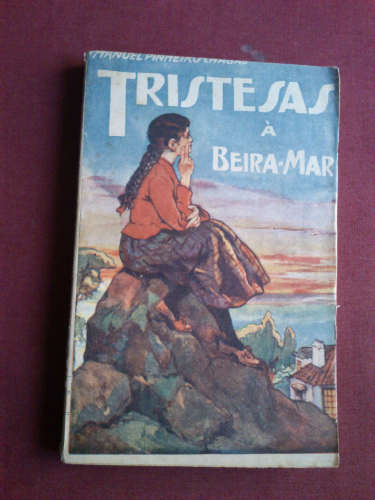 MANUEL PINHEIRO CHAGAS
TRISTESAS
À
BEIRA-MAR